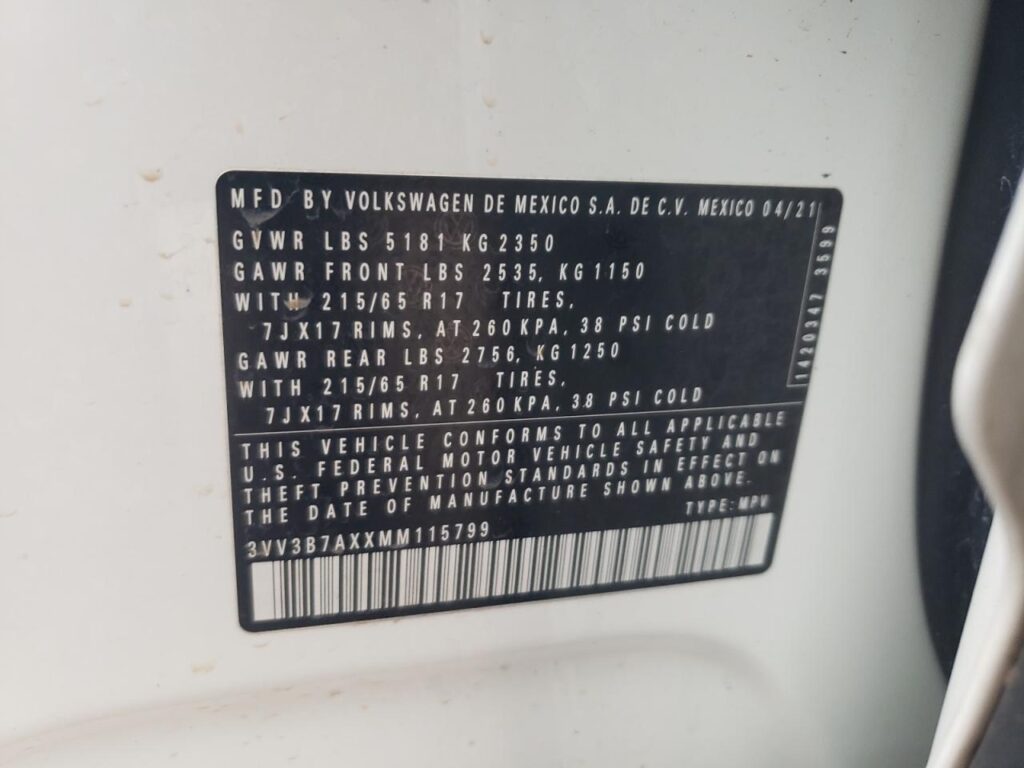 MFD BY VOLKSWAGEN DE MEXICO S.A. DE C.V. MEXICO 04/21
GVWR LBS 5181 KG 2350
GAWR FRONT LBS 2535, KG 1150
WITH 215/65 R17 TIRES,
7JX17 RIMS, AT 260 KPA, 38 PSI COLD
GAWR REAR LBS 2756, KG 1250
WITH 215/65 R17 TIRES,
7JX17 RIMS, AT 260 KPA, 38 PSI COLD
1420347 3699
THIS VEHICLE CONFORMS TO ALL APPLICABLE
U.S. FEDERAL MOTOR VEHICLE SAFETY AND
THEFT PREVENTION STANDARDS IN EFFECT ON
THE DATE OF MANUFACTURE SHOWN ABOVE.
TYPE: MPV
3VV3B7AXXMM115799